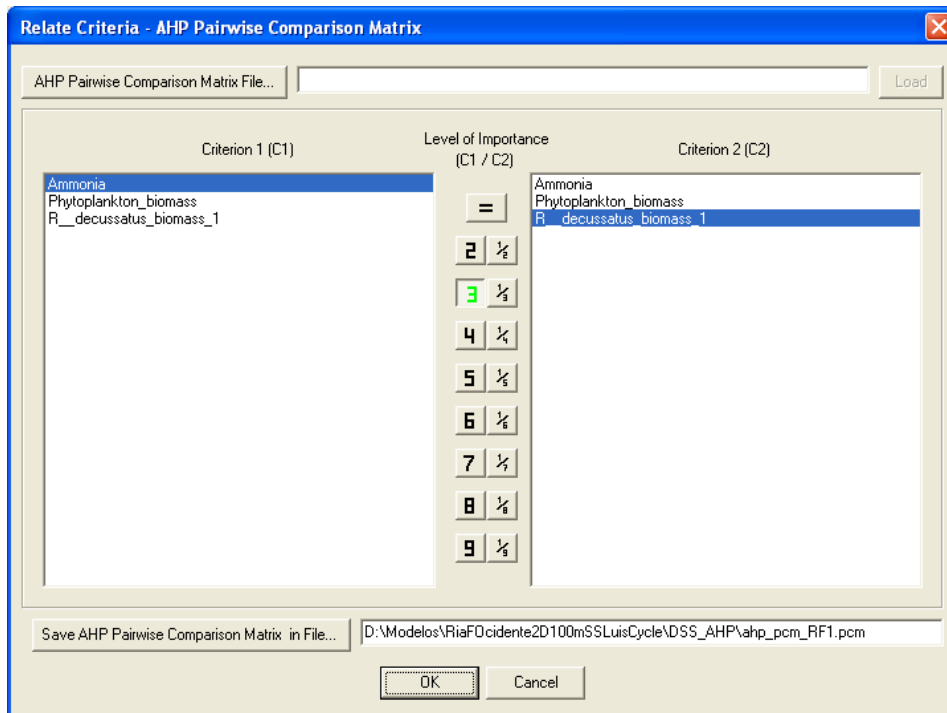 Relate Criteria - AHP Pairwise Comparison Matrix
AHP Pairwise Comparison Matrix File...
Load
Criterion 1 (C1)
Level of Importance
(C1 / C2)
Criterion 2 (C2)
Ammonia
Phytoplankton_biomass
R__decussatus_biomass_1
=
2 1/2
3 1/3
4 1/4
5 1/5
6 1/6
7 1/7
8 1/8
9 1/9
Ammonia
Phytoplankton_biomass
R__decussatus_biomass_1
Save AHP Pairwise Comparison Matrix in File...
D:\Modelos\RiaFOcidente2D100mSSLuisCycle\DSS_AHP\ahp_pcm_RF1.pcm
OK
Cancel